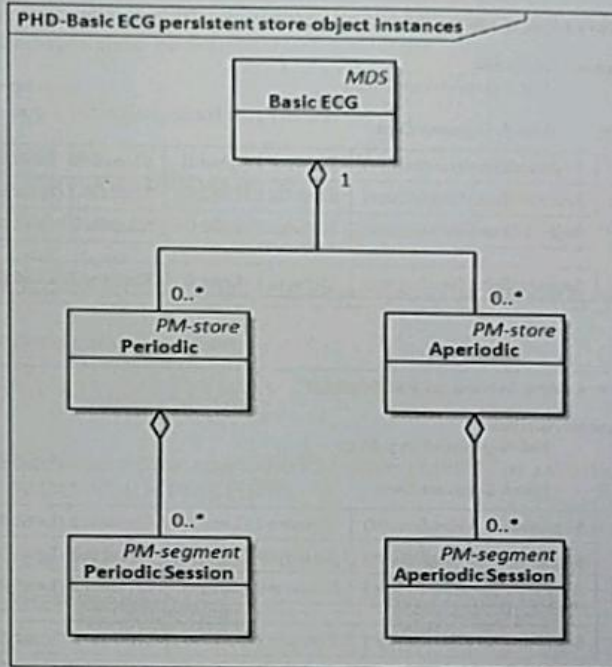 PHD-Basic ECG persistent store object instances
MDS
Basic ECG
1
0..*
0..*
PM-store
Periodic
PM-store
Aperiodic
0..*
0..*
PM-segment
Periodic Session
PM-segment
Aperiodic Session